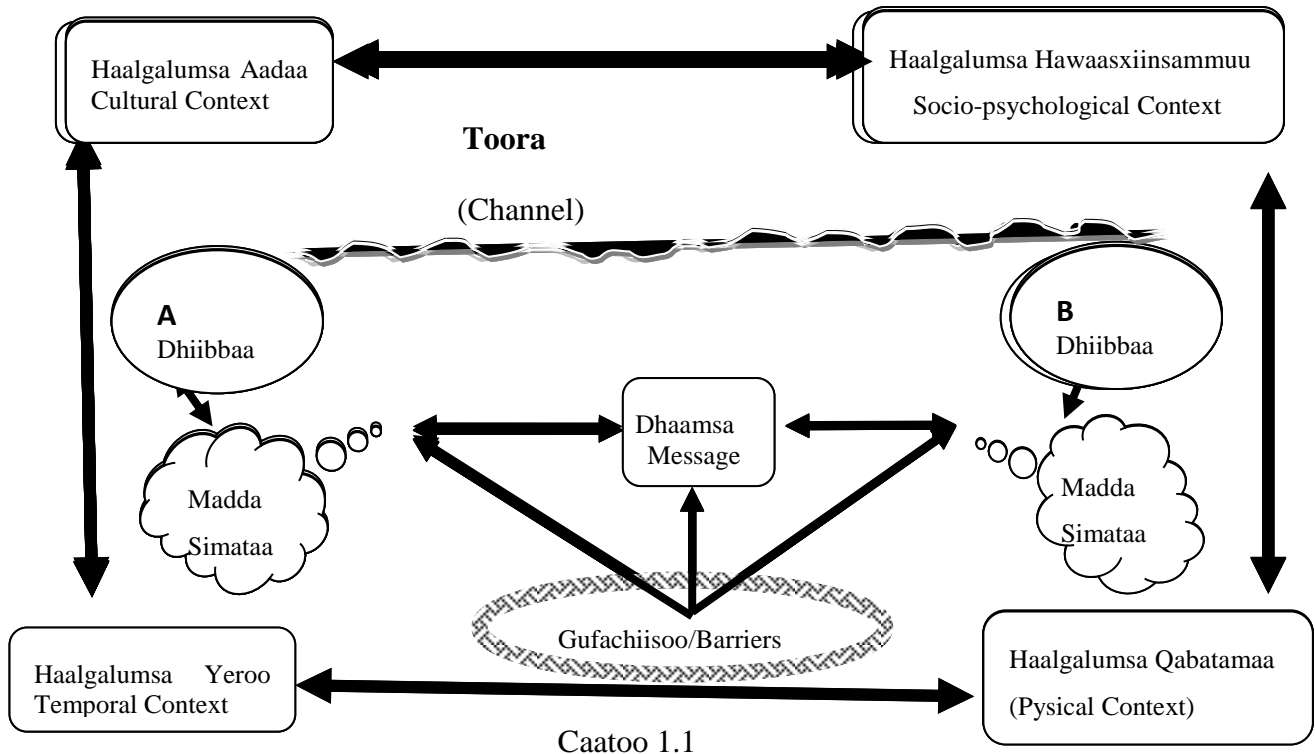 Haalgalumsa Aadaa
Cultural Context
Haalgalumsa Hawaasxiinsammuu
Socio-psychological Context
Toora
(Channel)
A
Dhiibbaa
B
Dhiibbaa
Dhaamsa
Message
Madda
Simataa
Madda
Simataa
Gufachiisoo/Barriers
Haalgalumsa Yeroo
Temporal Context
Haalgalumsa Qabatamaa
(Pysical Context)
Caatoo 1.1